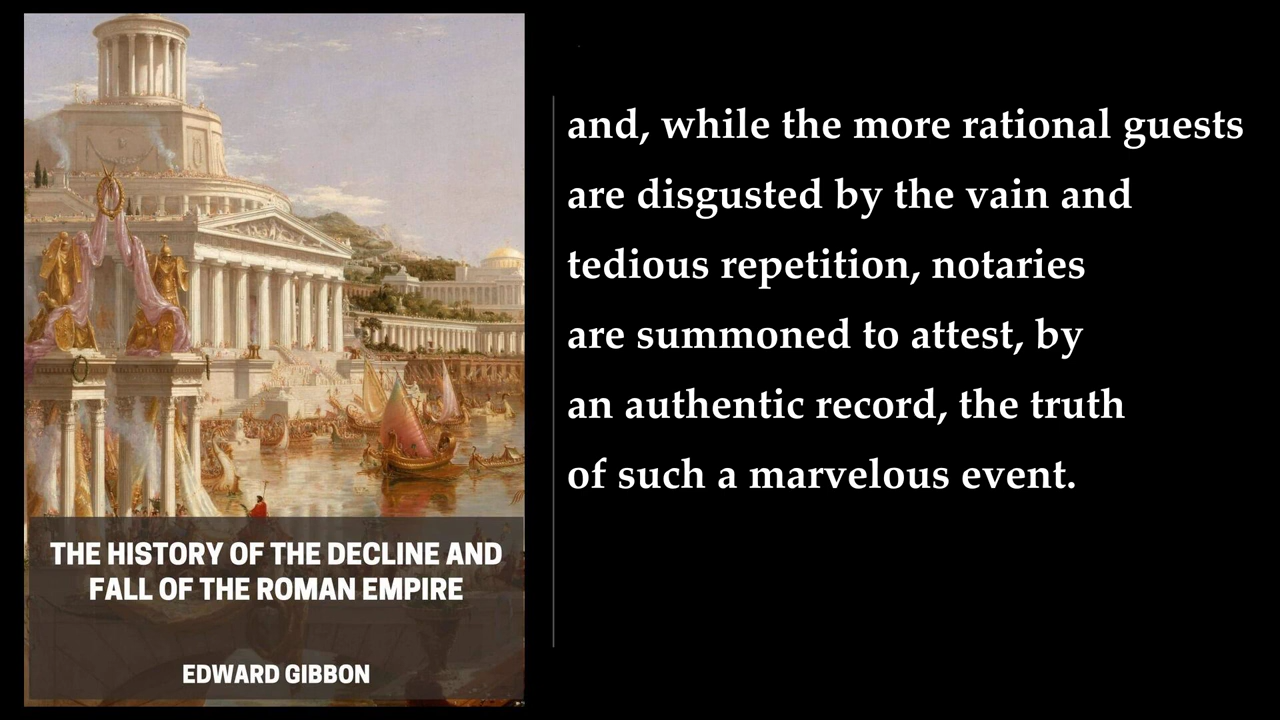 THE HISTORY OF THE DECLINE AND
FALL OF THE ROMAN EMPIRE
EDWARD GIBBON
and, while the more rational guests
are disgusted by the vain and
tedious repetition, notaries
are summoned to attest, by
an authentic record, the truth
of such a marvelous event.